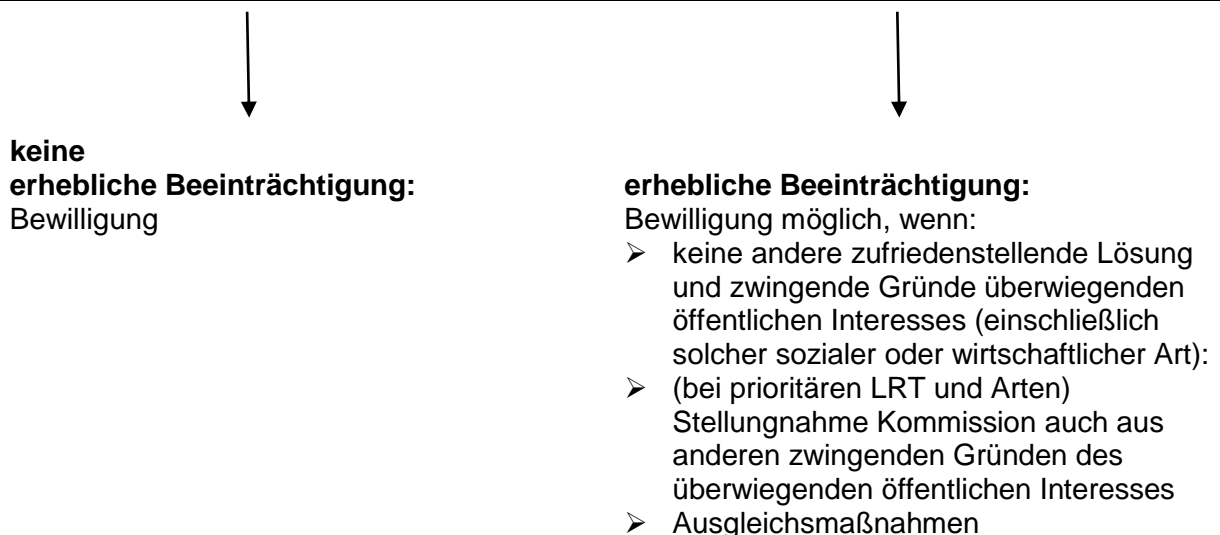 keine
erhebliche Beeinträchtigung:
Bewilligung
erhebliche Beeinträchtigung:
Bewilligung möglich, wenn:
➢ keine andere zufriedenstellende Lösung
und zwingende Gründe überwiegenden
öffentlichen Interesses (einschließlich
solcher sozialer oder wirtschaftlicher Art):
➢ (bei prioritären LRT und Arten)
Stellungnahme Kommission auch aus
anderen zwingenden Gründen des
überwiegenden öffentlichen Interesses
➢ Ausgleichsmaßnahmen